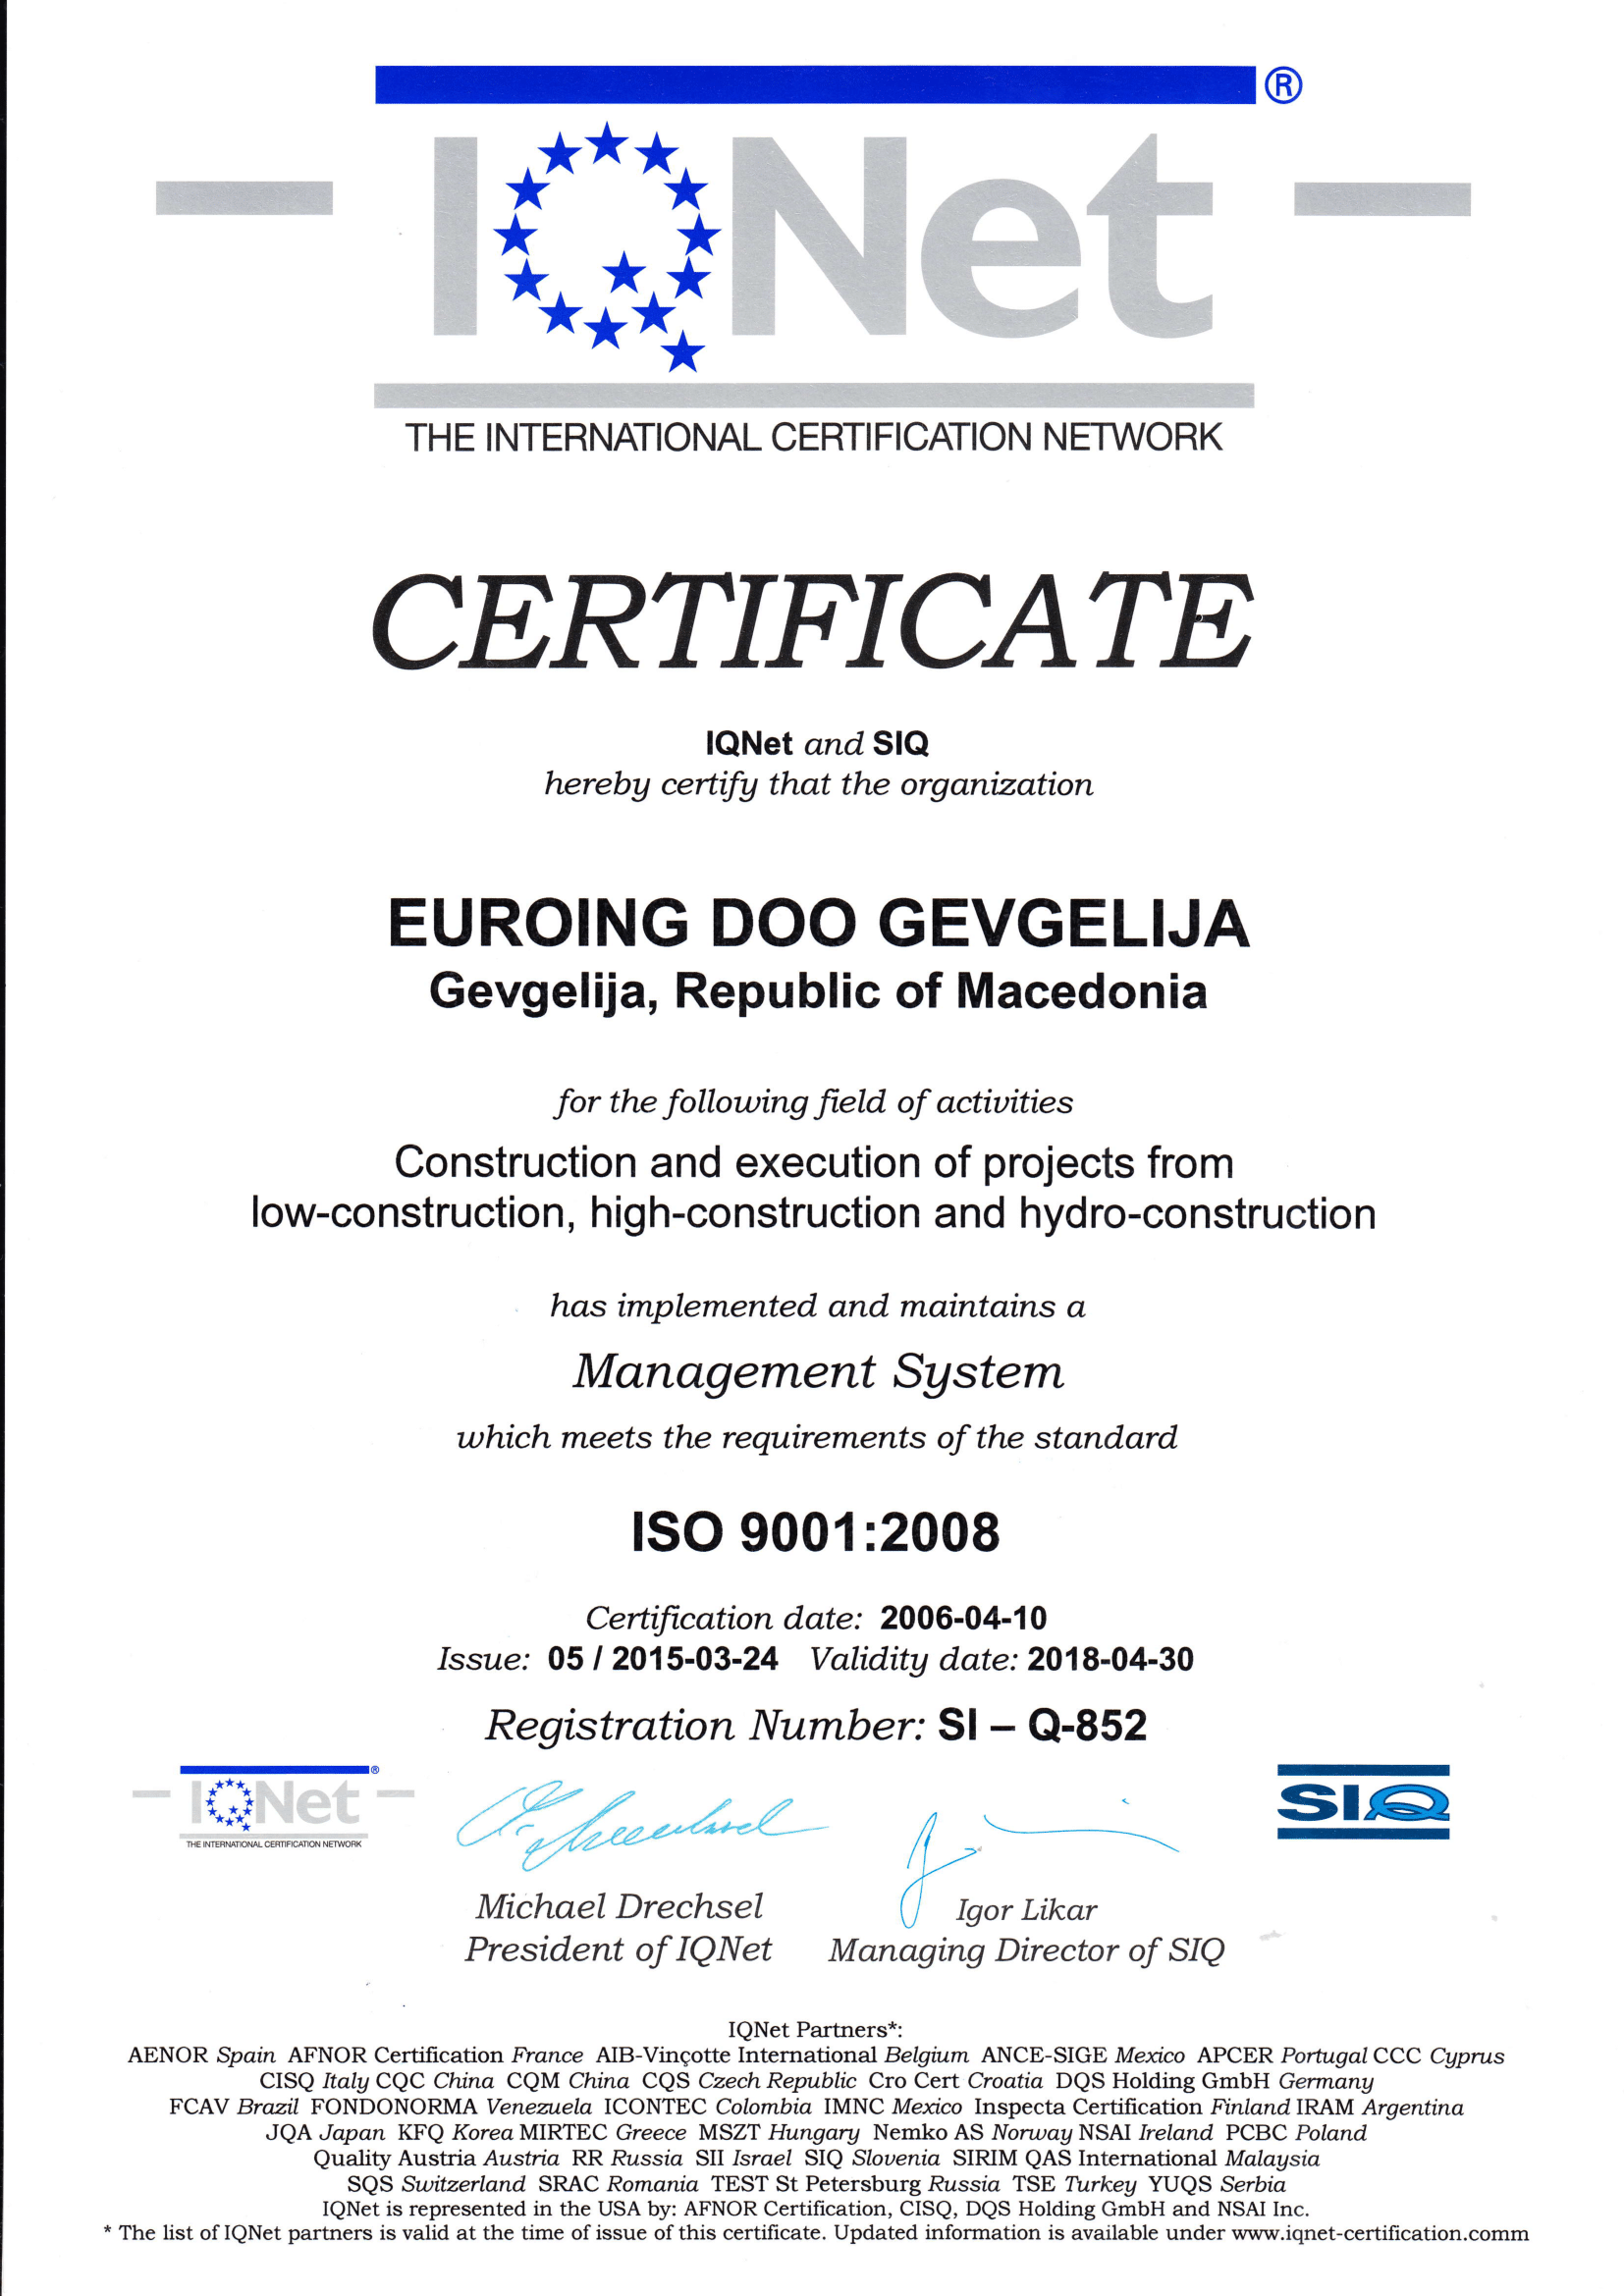 IQNet®
THE INTERNATIONAL CERTIFICATION NETWORK
CERTIFICATE
IQNet and SIQ
hereby certify that the organization
EUROING DOO GEVGELIJA
Gevgelija, Republic of Macedonia
for the following field of activities
Construction and execution of projects from
low-construction, high-construction and hydro-construction
has implemented and maintains a
Management System
which meets the requirements of the standard
ISO 9001:2008
Certification date: 2006-04-10
Issue: 05 / 2015-03-24 Validity date: 2018-04-30
Registration Number: SI – Q-852
IQNet®
THE INTERNATIONAL CERTIFICATION NETWORK
SIQ
Michael Drechsel
President of IQNet
Igor Likar
Managing Director of SIQ
IQNet Partners*:
AENOR Spain AFNOR Certification France AIB-Vinçotte International Belgium ANCE-SIGE Mexico APCER Portugal CCC Cyprus
CISQ Italy CQC China CQM China CQS Czech Republic Cro Cert Croatia DQS Holding GmbH Germany
FCAV Brazil FONDONORMA Venezuela ICONTEC Colombia IMNC Mexico Inspecta Certification Finland IRAM Argentina
JQA Japan KFQ Korea MIRTEC Greece MSZT Hungary Nemko AS Norway NSAI Ireland PCBC Poland
Quality Austria Austria RR Russia SII Israel SIQ Slovenia SIRIM QAS International Malaysia
SQS Switzerland SRAC Romania TEST St Petersburg Russia TSE Turkey YUQS Serbia
IQNet is represented in the USA by: AFNOR Certification, CISQ, DQS Holding GmbH and NSAI Inc.
* The list of IQNet partners is valid at the time of issue of this certificate. Updated information is available under www.iqnet-certification.comm